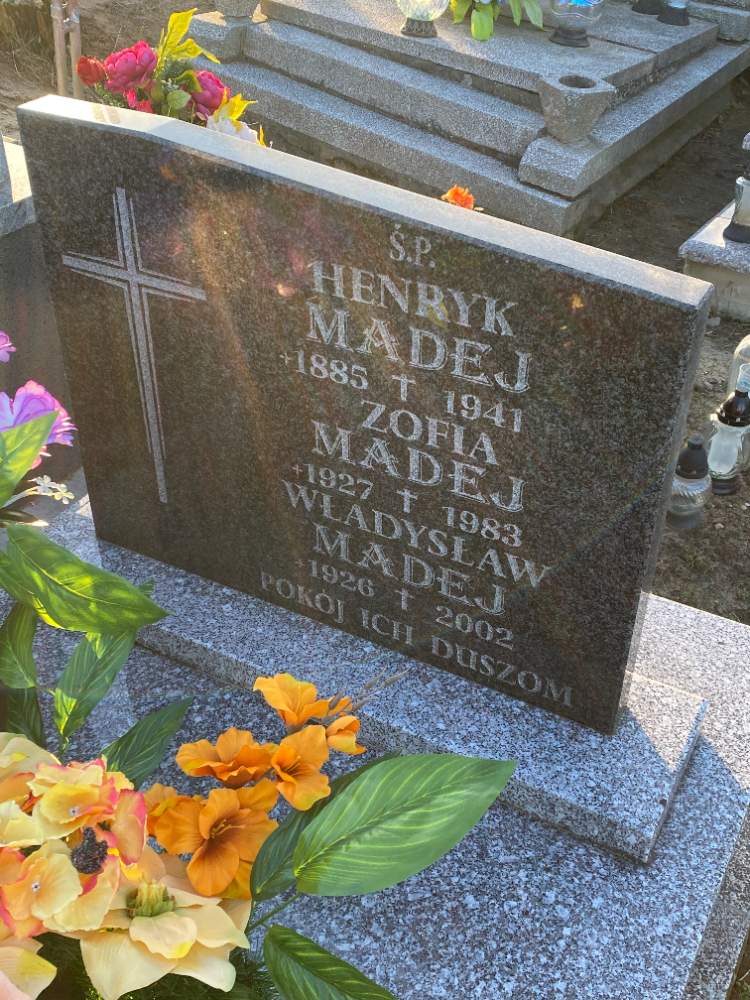 Ś.P.
HENRYK
MADEJ
*1885 † 1941
ZOFIA
MADEJ
*1927 † 1983
WŁADYSŁAW
MADEJ
*1926 † 2002
POKÓJ ICH DUSZOM